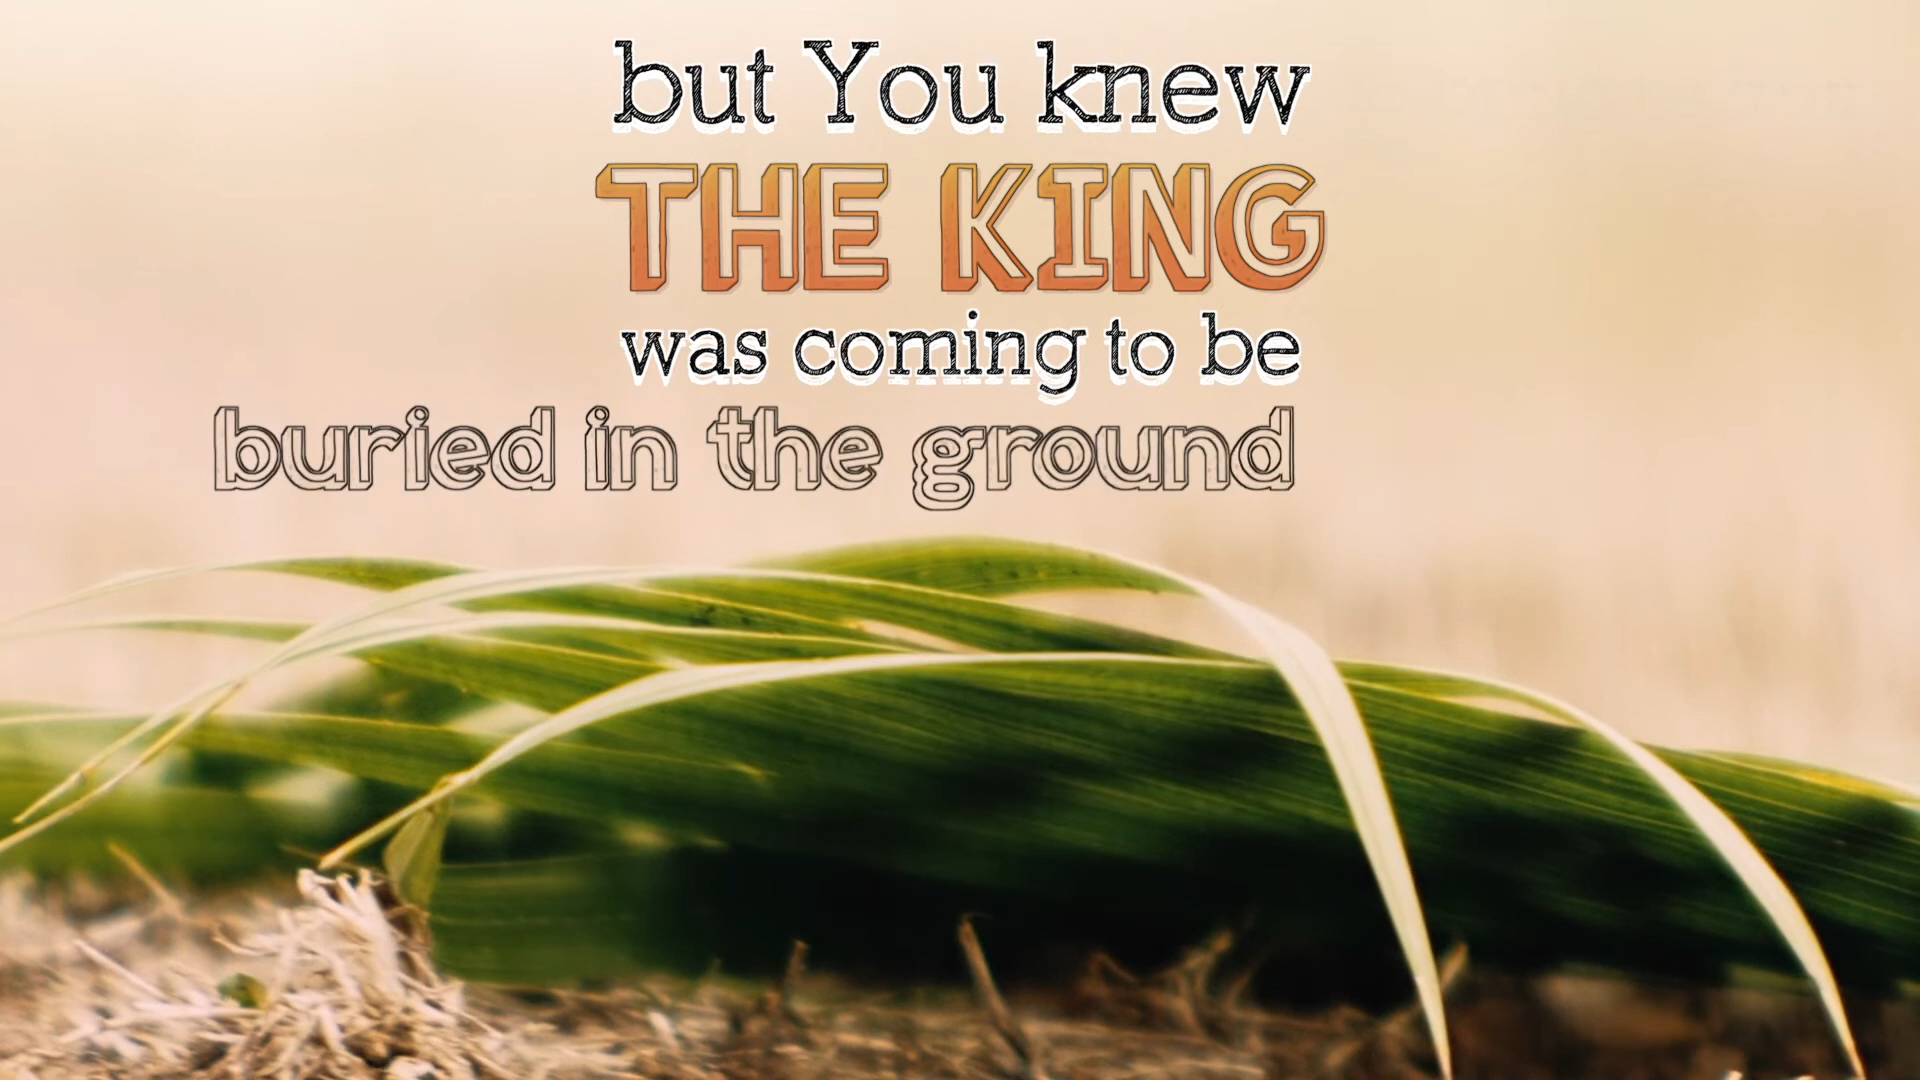 but You knew
THE KING
was coming to be
buried in the ground